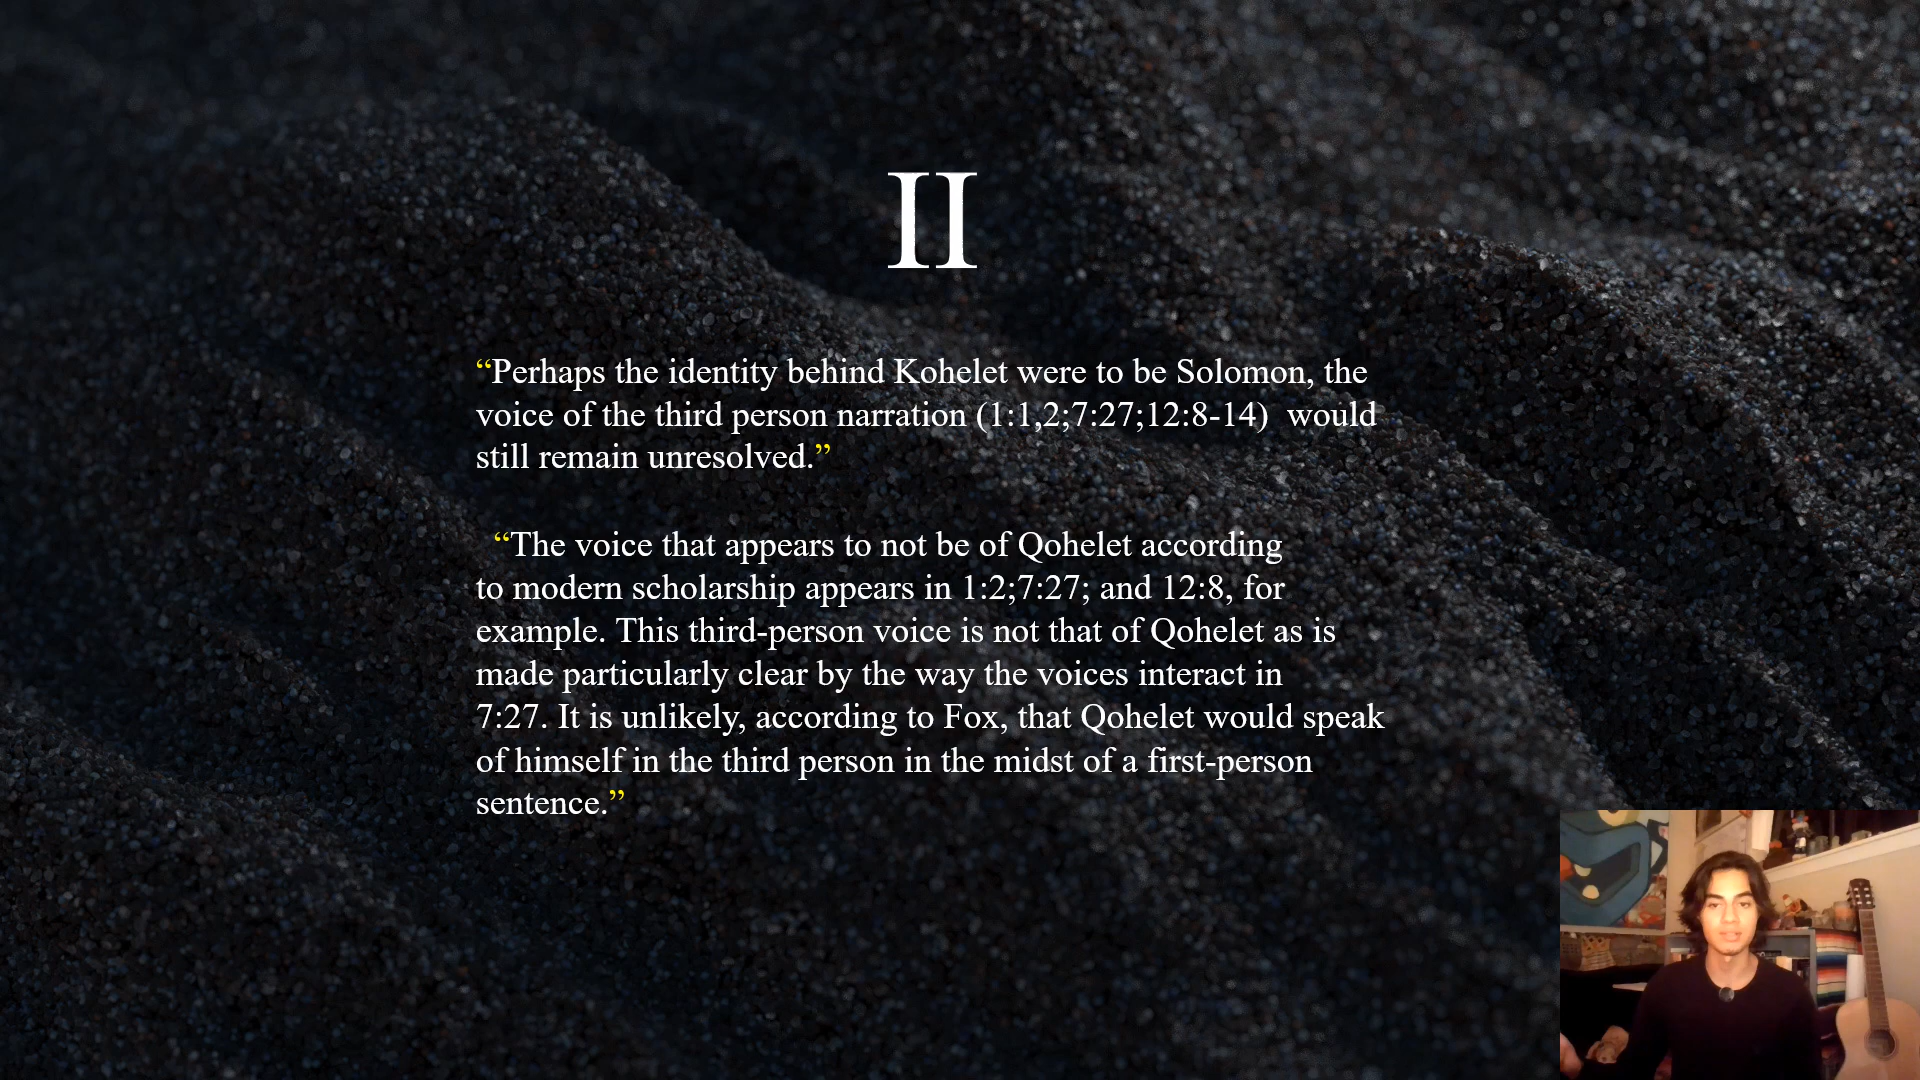 II
“Perhaps the identity behind Kohelet were to be Solomon, the
voice of the third person narration (1:1,2;7:27;12:8-14)  would
still remain unresolved.”
“The voice that appears to not be of Qohelet according
to modern scholarship appears in 1:2;7:27; and 12:8, for
example. This third-person voice is not that of Qohelet as is
made particularly clear by the way the voices interact in
7:27. It is unlikely, according to Fox, that Qohelet would speak
of himself in the third person in the midst of a first-person
sentence.”